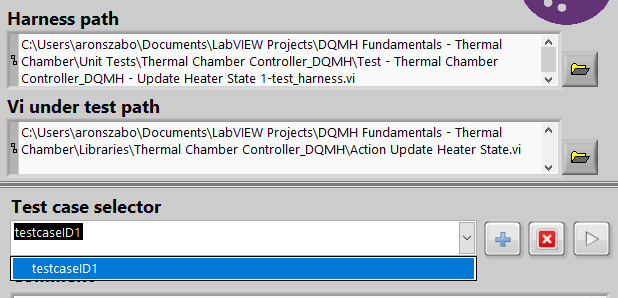 Harness path
C:\Users\aronszabo\Documents\LabVIEW Projects\DQMH Fundamentals - Thermal
Chamber\Unit Tests\Thermal Chamber Controller_DQMH\Test - Thermal Chamber
Controller_DQMH - Update Heater State 1-test_harness.vi
Vi under test path
C:\Users\aronszabo\Documents\LabVIEW Projects\DQMH Fundamentals - Thermal
Chamber\Libraries\Thermal Chamber Controller_DQMH\Action Update Heater State.vi
Test case selector
testcaseID1
testcaseID1